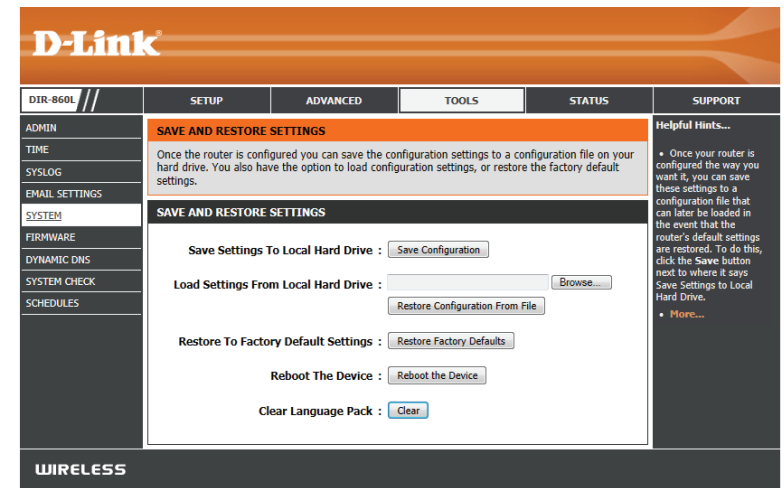 D-Link
DIR-860L
SETUP
ADVANCED
TOOLS
STATUS
SUPPORT
ADMIN
TIME
SYSLOG
EMAIL SETTINGS
SYSTEM
FIRMWARE
DYNAMIC DNS
SYSTEM CHECK
SCHEDULES
SAVE AND RESTORE SETTINGS
Once the router is configured you can save the configuration settings to a configuration file on your
hard drive. You also have the option to load configuration settings, or restore the factory default
settings.
SAVE AND RESTORE SETTINGS
Save Settings To Local Hard Drive : Save Configuration
Load Settings From Local Hard Drive : Browse...
Restore Configuration From File
Restore To Factory Default Settings : Restore Factory Defaults
Reboot The Device : Reboot the Device
Clear Language Pack : Clear
Helpful Hints...
• Once your router is
configured the way you
want it, you can save
these settings to a
configuration file that
can later be loaded in
the event that the
router's default settings
are restored. To do this,
click the Save button
next to where it says
Save Settings to Local
Hard Drive.
• More...
WIRELESS